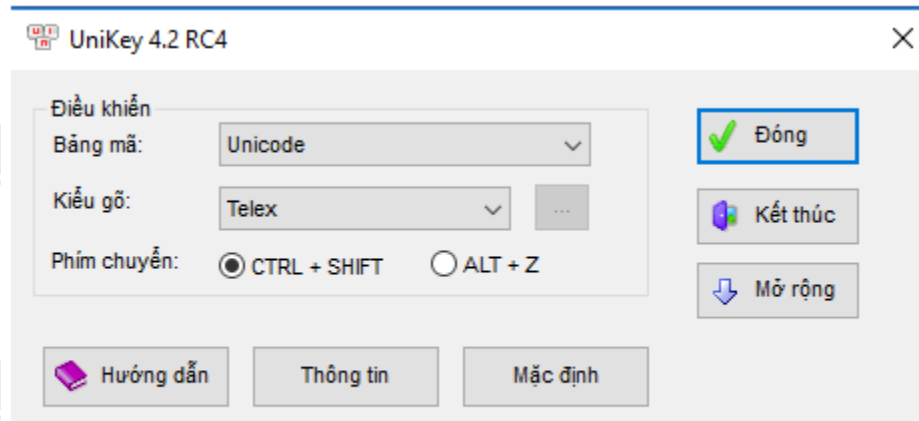 UniKey 4.2 RC4
Điều khiển
Bảng mã: Unicode
Đóng
Kiểu gõ: Telex ...
Kết thúc
Phím chuyển: CTRL + SHIFT ALT + Z
Mở rộng
Hướng dẫn Thông tin Mặc định